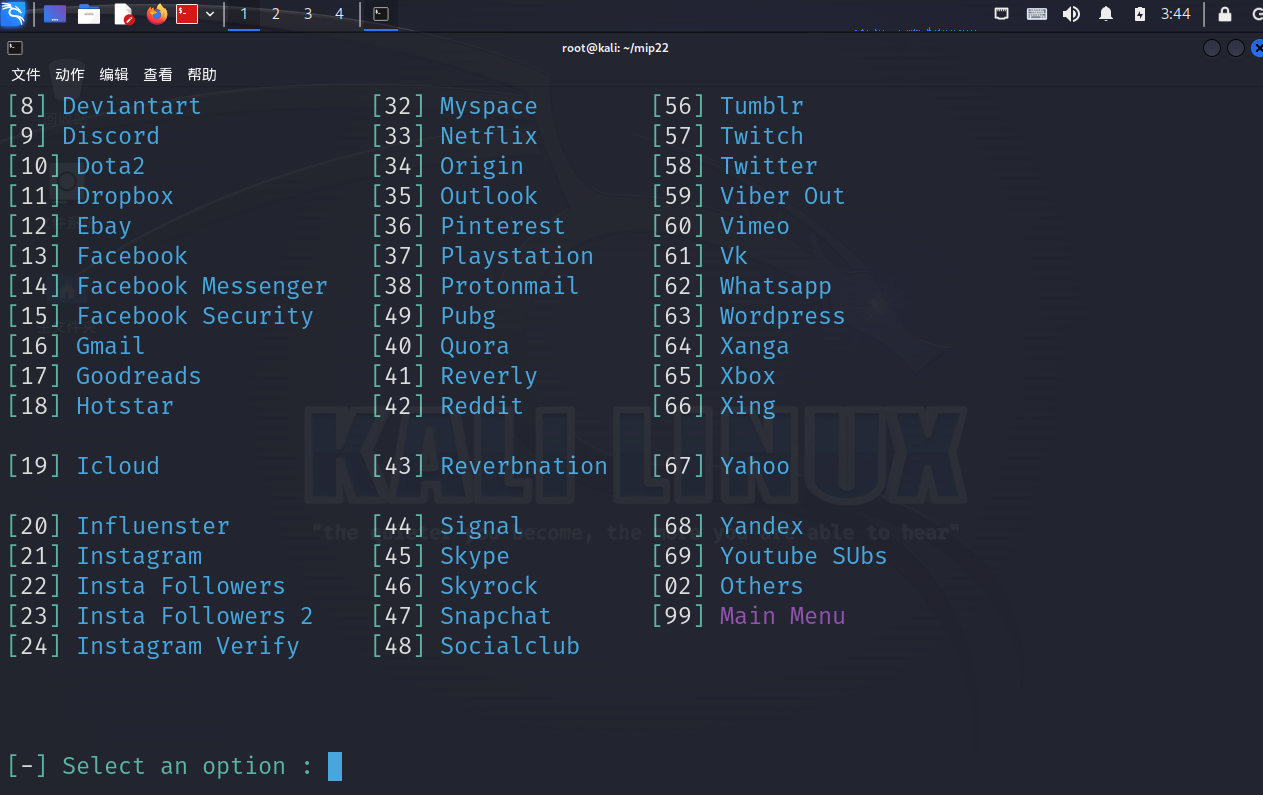 1 2 3 4 3:44
root@kali: ~/mip22
文件 动作 编辑 查看 帮助
[8] Deviantart [32] Myspace [56] Tumblr
[9] Discord [33] Netflix [57] Twitch
[10] Dota2 [34] Origin [58] Twitter
[11] Dropbox [35] Outlook [59] Viber Out
[12] Ebay [36] Pinterest [60] Vimeo
[13] Facebook [37] Playstation [61] Vk
[14] Facebook Messenger [38] Protonmail [62] Whatsapp
[15] Facebook Security [49] Pubg [63] Wordpress
[16] Gmail [40] Quora [64] Xanga
[17] Goodreads [41] Reverly [65] Xbox
[18] Hotstar [42] Reddit [66] Xing
KALI LINUX
[19] Icloud [43] Reverbnation [67] Yahoo
[20] Influenster [44] Signal [68] Yandex
"the quieter you become, the more you are able to hear"
[21] Instagram [45] Skype [69] Youtube SUbs
[22] Insta Followers [46] Skyrock [02] Others
[23] Insta Followers 2 [47] Snapchat [99] Main Menu
[24] Instagram Verify [48] Socialclub
[-] Select an option :